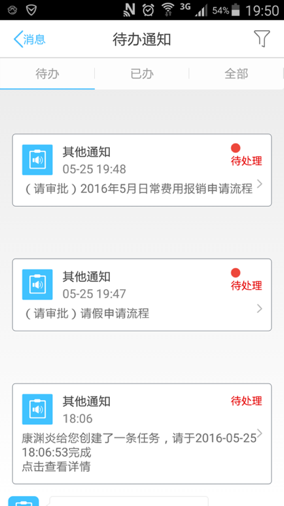 3G 54% 19:50
消息 待办通知
待办 已办 全部
其他通知
05-25 19:48
待处理
（请审批）2016年5月日常费用报销申请流程
其他通知
05-25 19:47
待处理
（请审批）请假申请流程
其他通知
18:06
待处理
康渊炎给您创建了一条任务，请于2016-05-25
18:06:53完成
点击查看详情